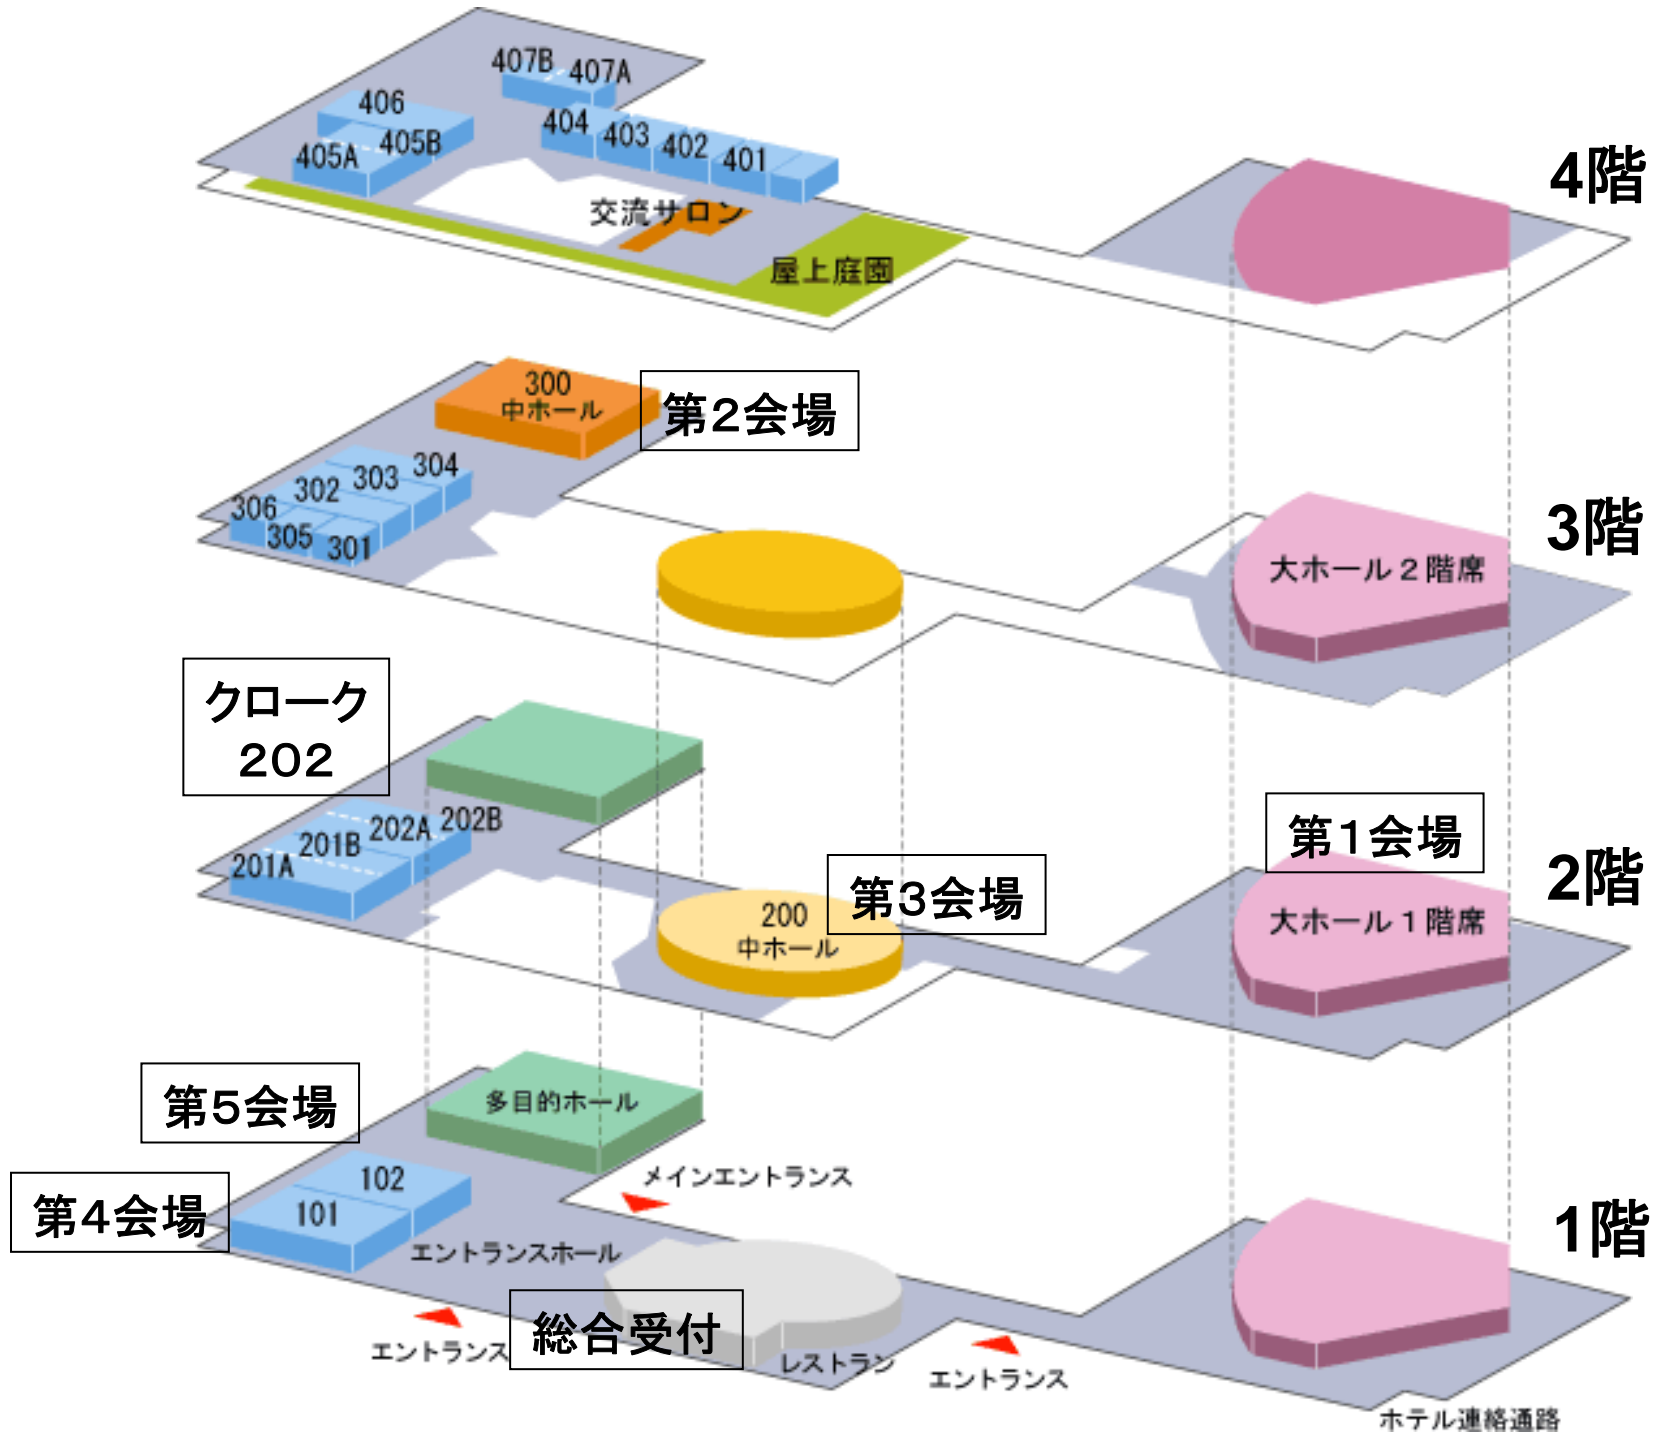 407B
407A
406
405B
405A
404
403
402
401
4階
交流サロン
屋上庭園
300
中ホール
第2会場
304
303
302
306
305
301
3階
大ホール2階席
クローク
202
202B
202A
201B
201A
第1会場
2階
第3会場
200
中ホール
大ホール1階席
第5会場
多目的ホール
メインエントランス
102
101
第4会場
1階
エントランスホール
総合受付
エントランス
レストラン
エントランス
ホテル連絡通路